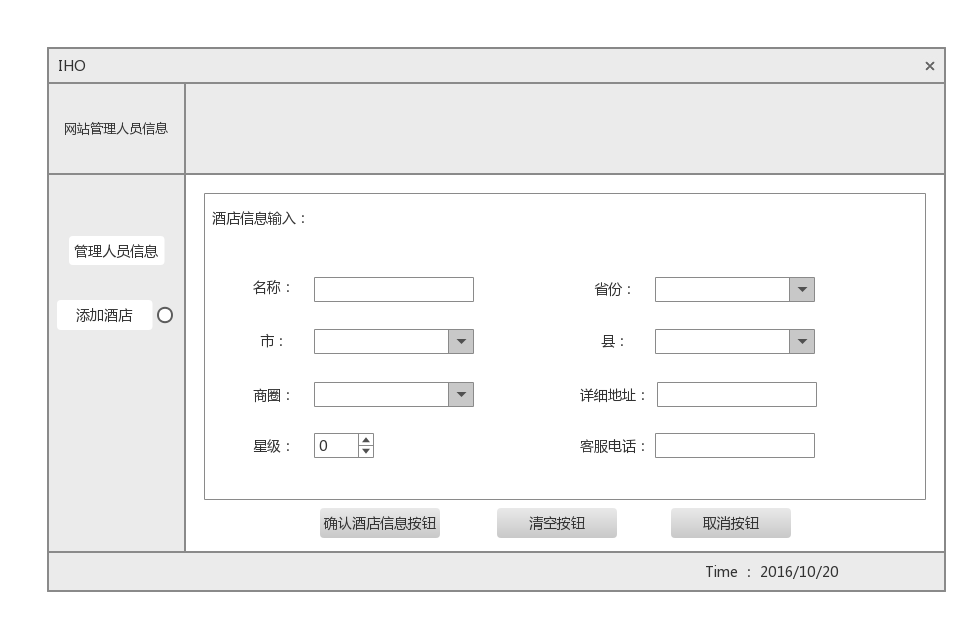 IHO
网站管理人员信息
管理人员信息
添加酒店
酒店信息输入：
名称：
省份：
市：
县：
商圈：
详细地址：
星级： 0
客服电话：
确认酒店信息按钮 清空按钮 取消按钮
Time ： 2016/10/20